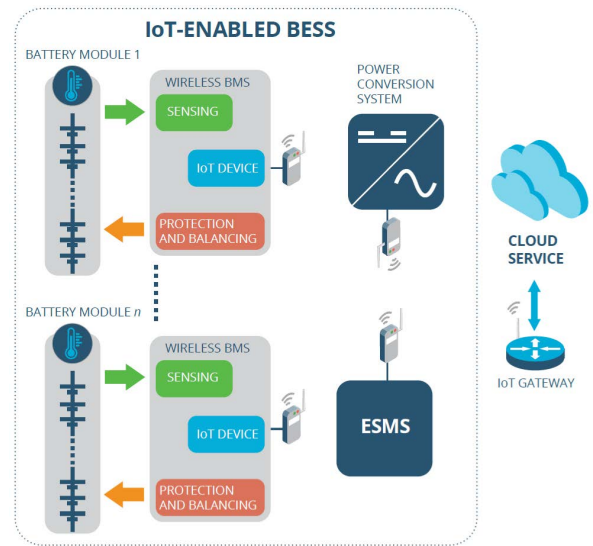 IoT-ENABLED BESS
BATTERY MODULE 1
WIRELESS BMS
SENSING
IoT DEVICE
PROTECTION
AND BALANCING
POWER
CONVERSION
SYSTEM
CLOUD
SERVICE
BATTERY MODULE n
WIRELESS BMS
SENSING
IoT DEVICE
PROTECTION
AND BALANCING
ESMS
IoT GATEWAY